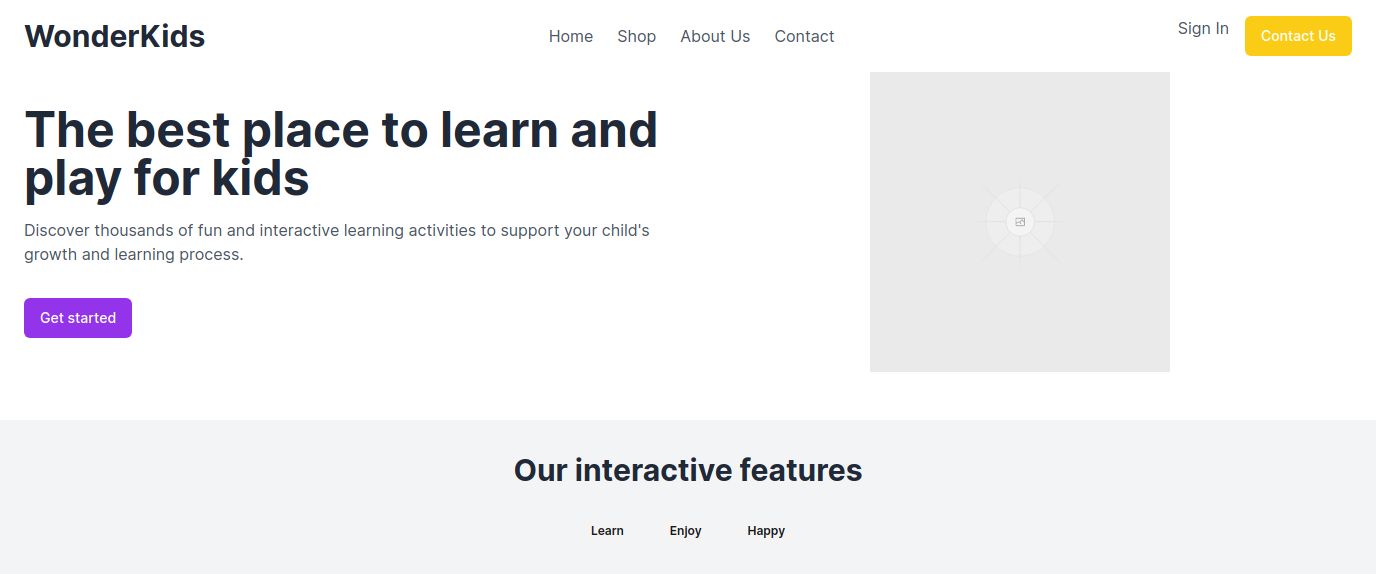 WonderKids
Home Shop About Us Contact
Sign In
Contact Us
The best place to learn and
play for kids
Discover thousands of fun and interactive learning activities to support your child's
growth and learning process.
Get started
Our interactive features
Learn Enjoy Happy